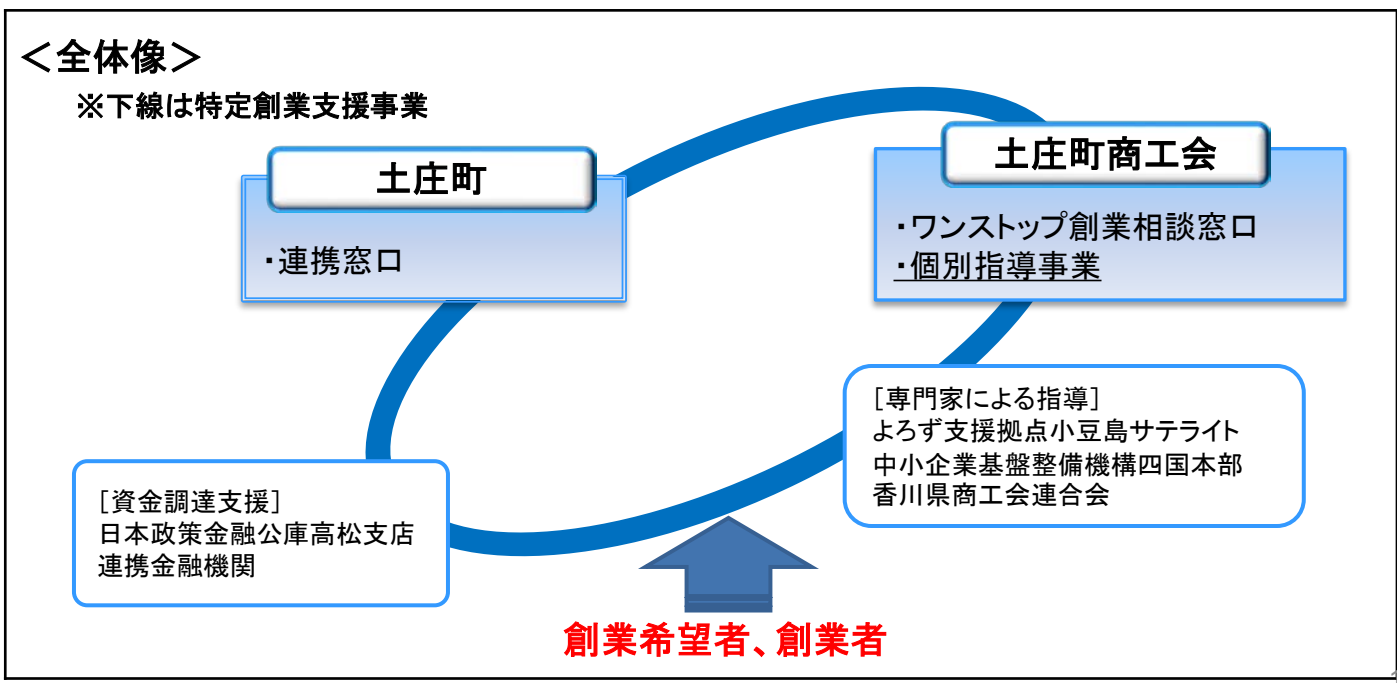 ＜全体像＞
※下線は特定創業支援事業
土庄町
・連携窓口
土庄町商工会
・ワンストップ創業相談窓口
・個別指導事業
［専門家による指導］
よろず支援拠点小豆島サテライト
中小企業基盤整備機構四国本部
香川県商工会連合会
［資金調達支援］
日本政策金融公庫高松支店
連携金融機関
創業希望者、創業者